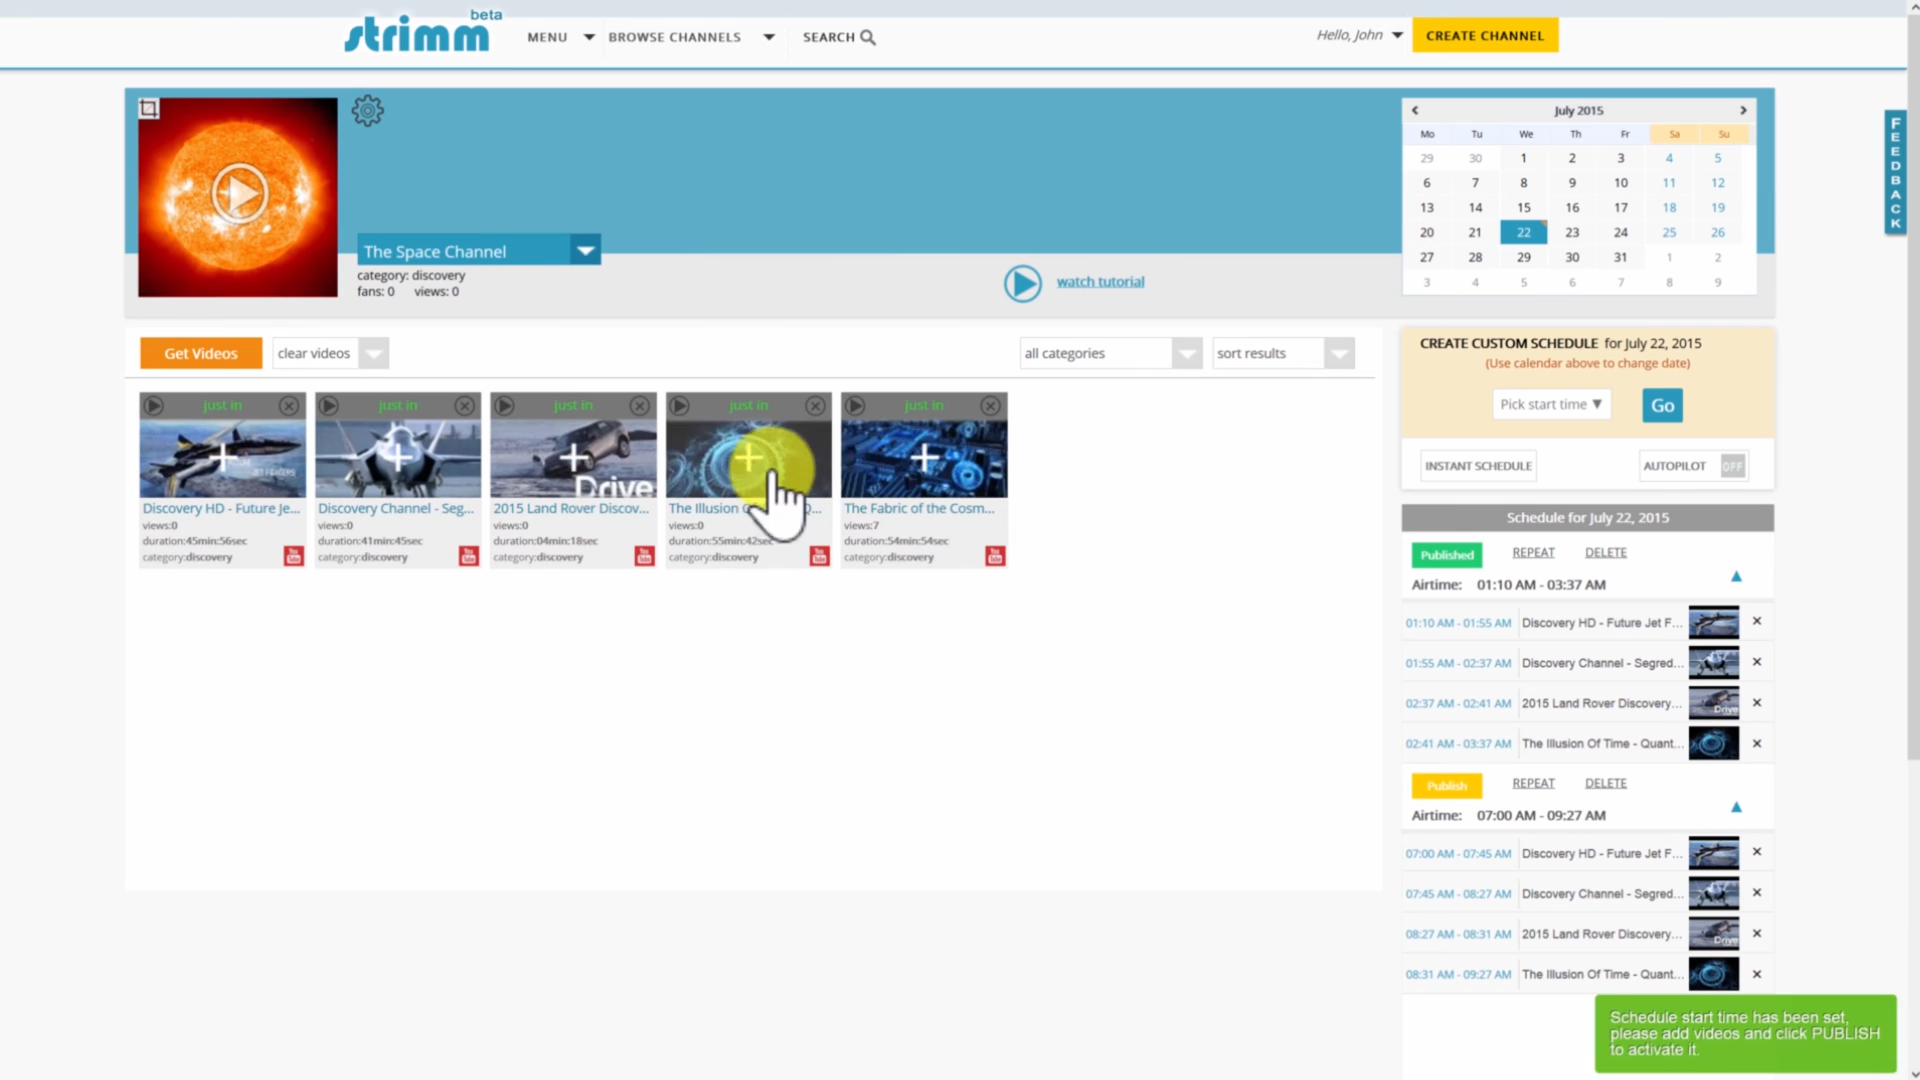 strimm beta
MENU BROWSE CHANNELS SEARCH
Hello, John CREATE CHANNEL
FEEDBACK
The Space Channel
category: discovery
fans: 0 views: 0
watch tutorial
July 2015
Mo Tu We Th Fr Sa Su
29 30 1 2 3 4 5
6 7 8 9 10 11 12
13 14 15 16 17 18 19
20 21 22 23 24 25 26
27 28 29 30 31 1 2
3 4 5 6 7 8 9
Get Videos clear videos all categories sort results
just in just in just in just in just in
Drive
Discovery HD - Future Je... Discovery Channel - Seg... 2015 Land Rover Discov... The Illusion The Fabric of the Cosm...
views:0 views:0 views:0 views:0 views:7
duration:45min:56sec duration:41min:45sec duration:04min:18sec duration:55min:42sec duration:54min:54sec
category:discovery category:discovery category:discovery category:discovery category:discovery
CREATE CUSTOM SCHEDULE for July 22, 2015
(Use calendar above to change date)
Pick start time ▼ Go
INSTANT SCHEDULE AUTOPILOT OFF
Schedule for July 22, 2015
Published REPEAT DELETE
Airtime: 01:10 AM - 03:37 AM
01:10 AM - 01:55 AM Discovery HD - Future Jet F...
01:55 AM - 02:37 AM Discovery Channel - Segred...
02:37 AM - 02:41 AM 2015 Land Rover Discovery... Drive
02:41 AM - 03:37 AM The Illusion Of Time - Quant...
Publish REPEAT DELETE
Airtime: 07:00 AM - 09:27 AM
07:00 AM - 07:45 AM Discovery HD - Future Jet F...
07:45 AM - 08:27 AM Discovery Channel - Segred...
08:27 AM - 08:31 AM 2015 Land Rover Discovery... Drive
08:31 AM - 09:27 AM The Illusion Of Time - Quant...
Schedule start time has been set,
please add videos and click PUBLISH
to activate it.